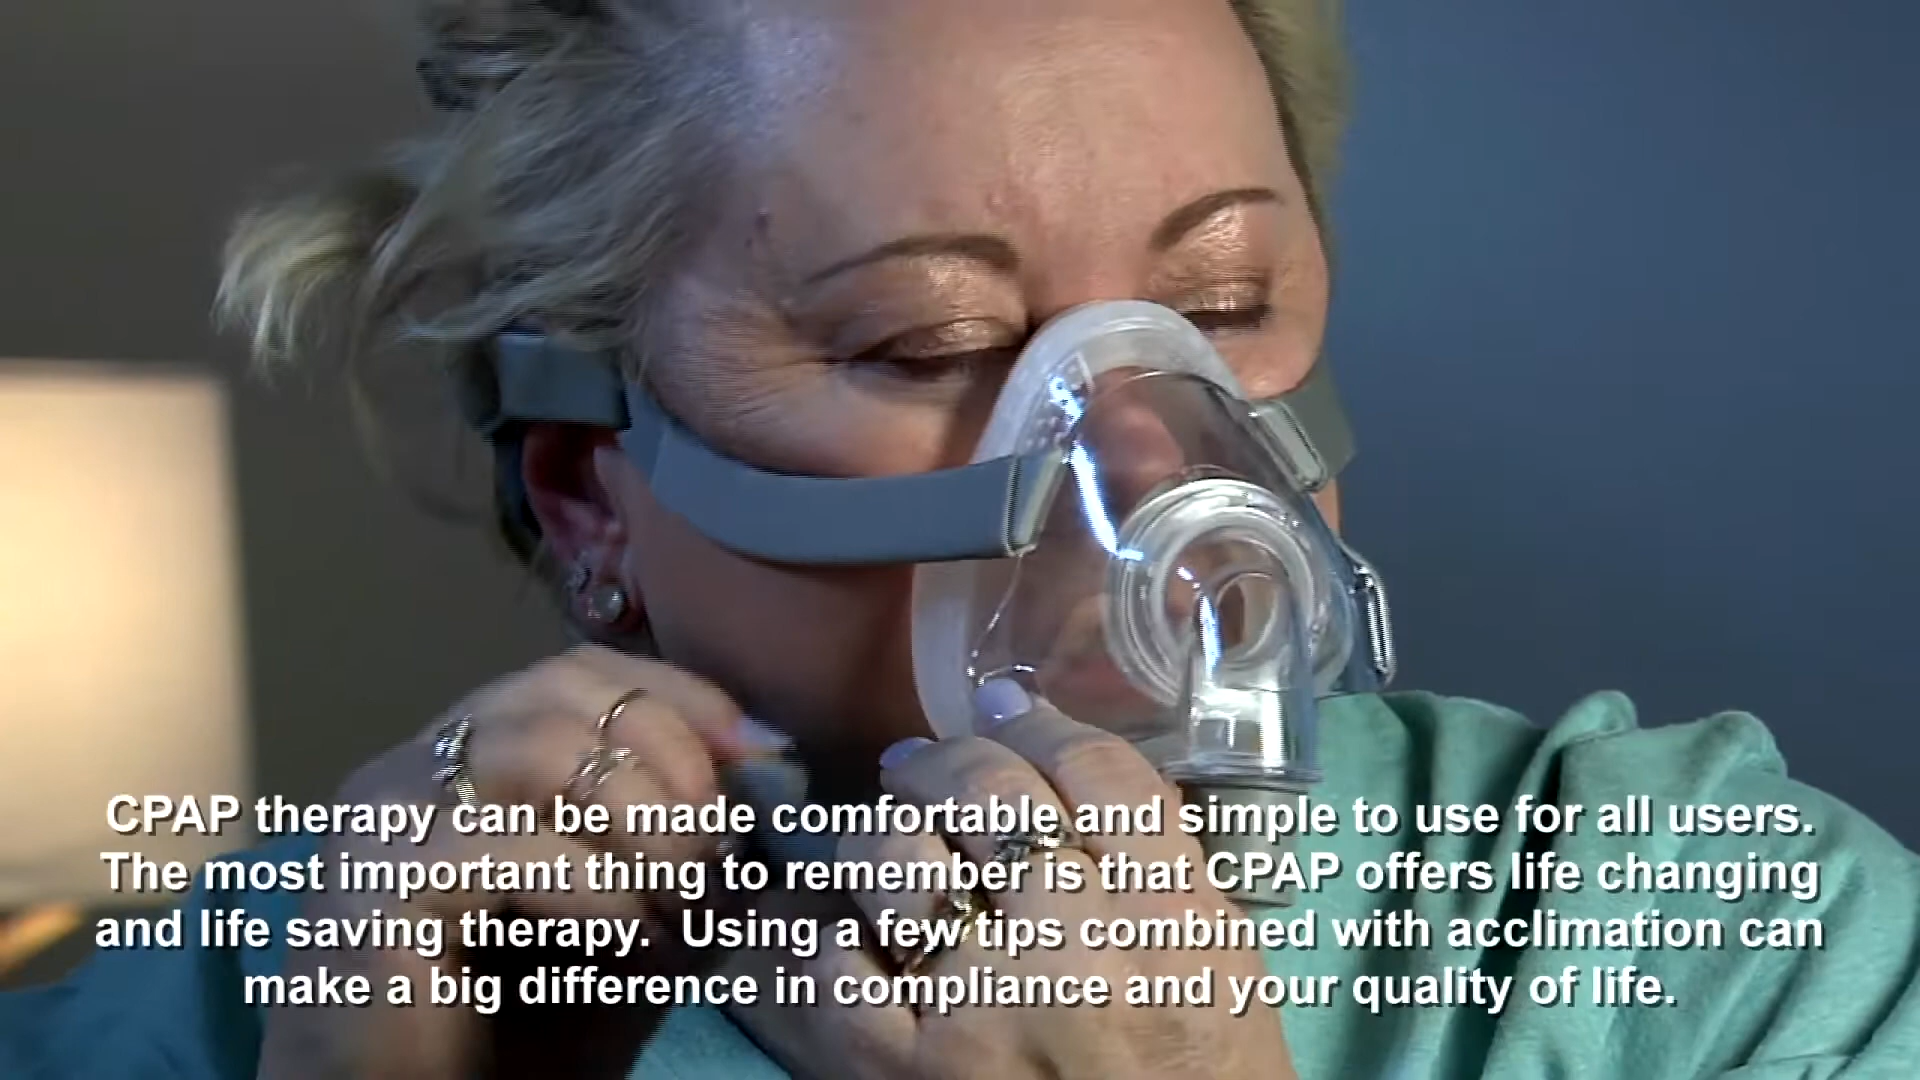 CPAP therapy can be made comfortable and simple to use for all users.
The most important thing to remember is that CPAP offers life changing
and life saving therapy.  Using a few tips combined with acclimation can
make a big difference in compliance and your quality of life.